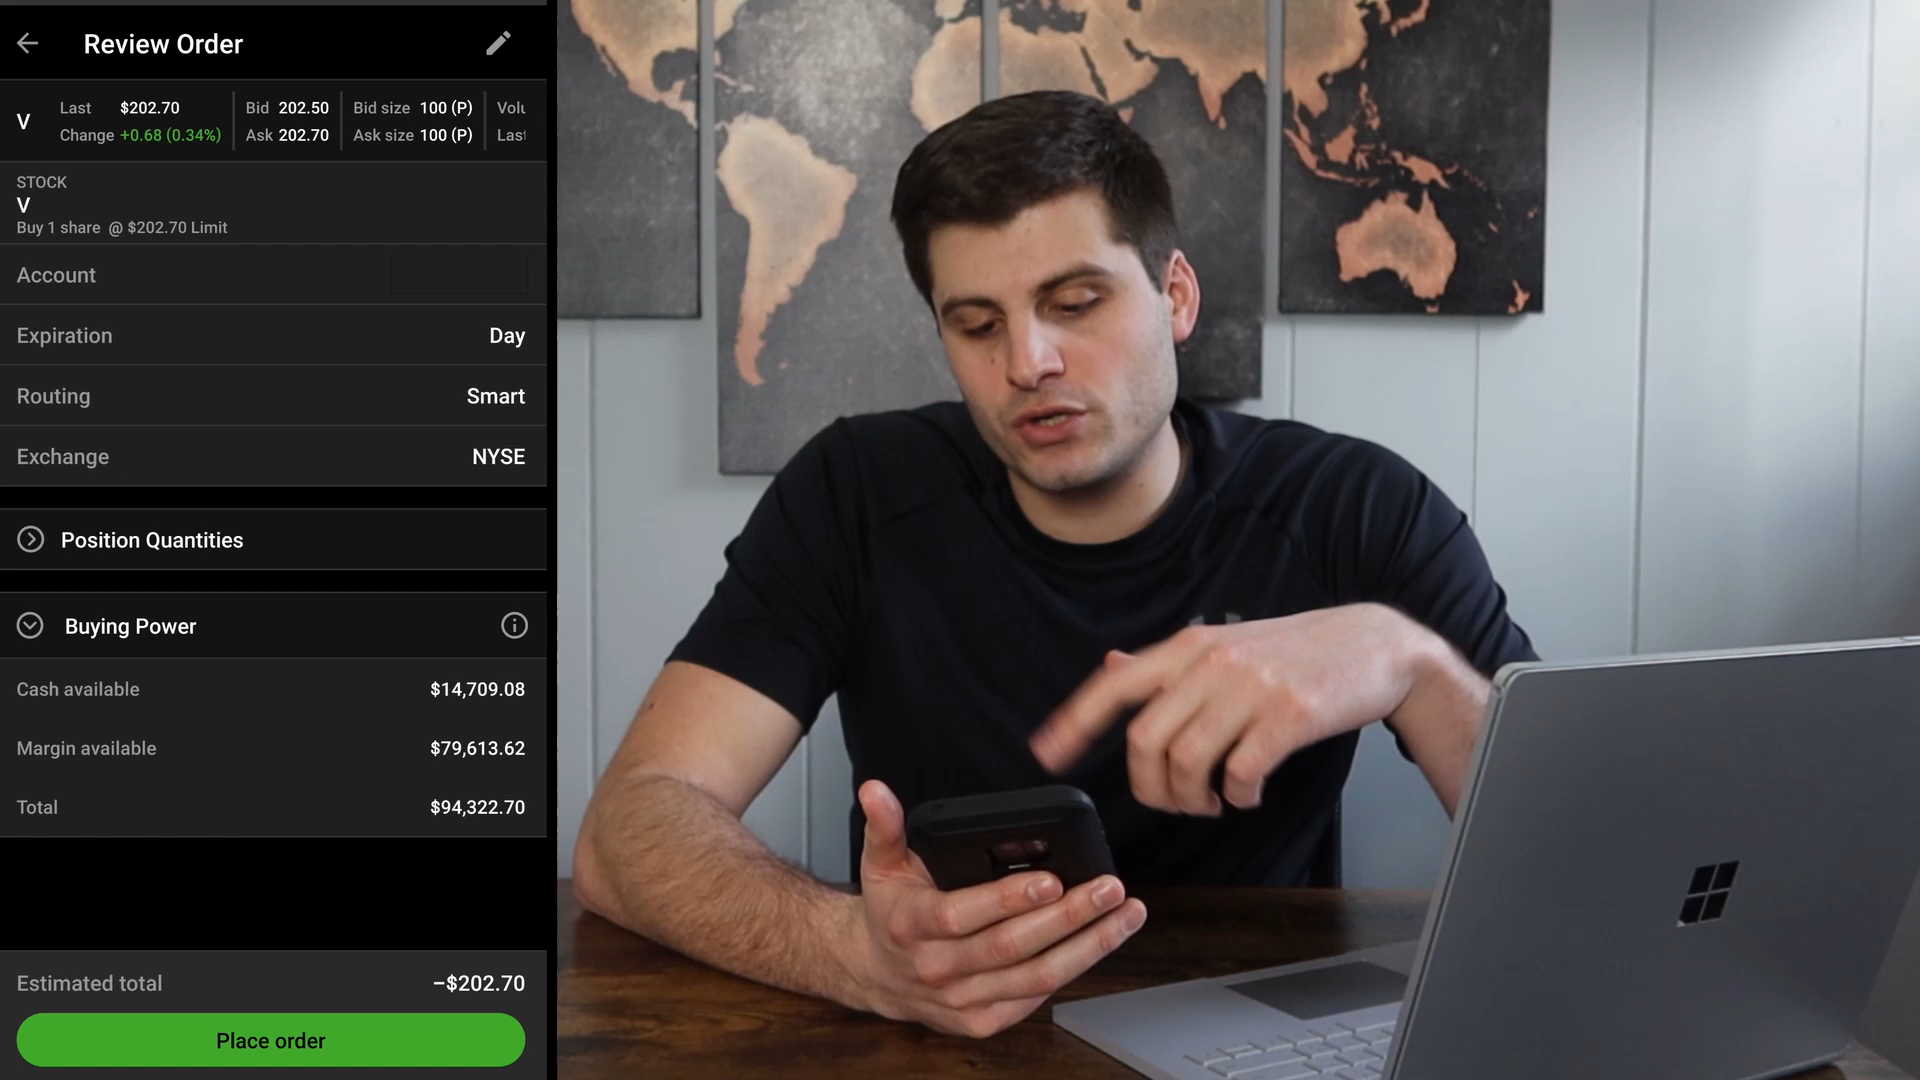 Review Order
V
Last $202.70
Change +0.68 (0.34%)
Bid 202.50
Ask 202.70
Bid size 100 (P)
Ask size 100 (P)
Volu
Last
STOCK
V
Buy 1 share @ $202.70 Limit
Account
Expiration Day
Routing Smart
Exchange NYSE
Position Quantities
Buying Power
Cash available $14,709.08
Margin available $79,613.62
Total $94,322.70
Estimated total −$202.70
Place order